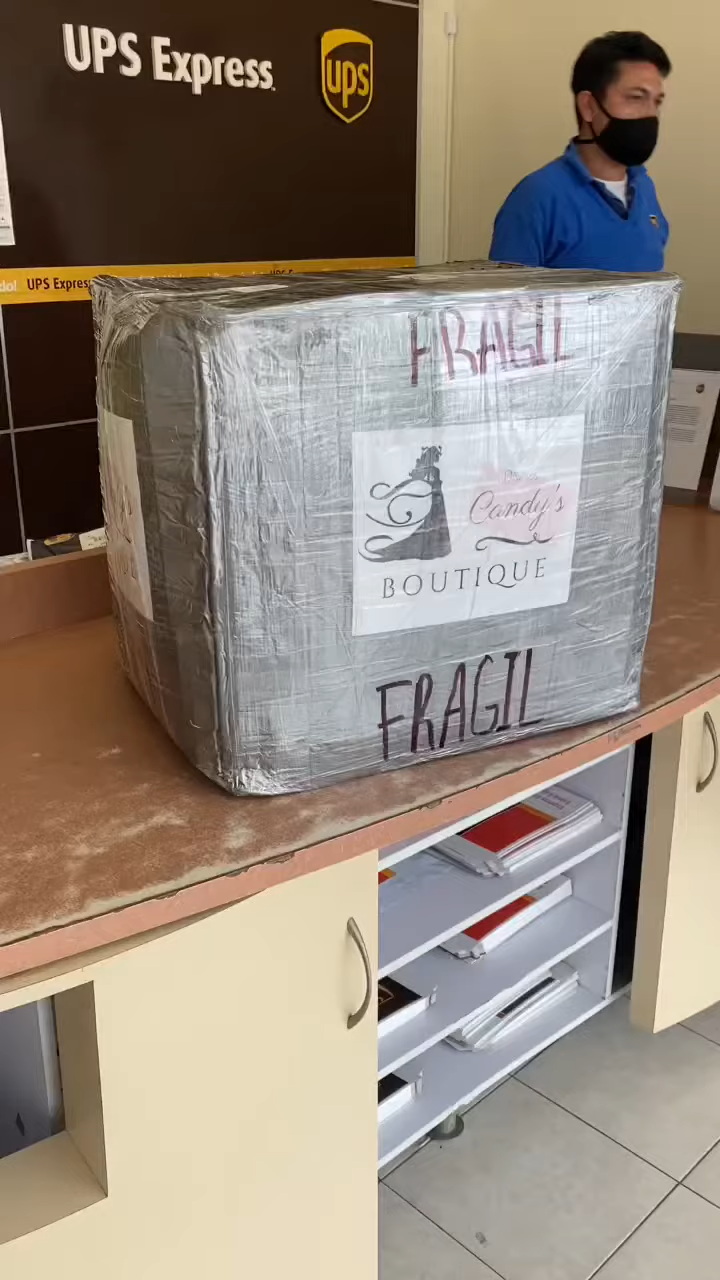 UPS Express
ups
UPS Express
FRAGIL
Candy's
BOUTIQUE
FRAGIL